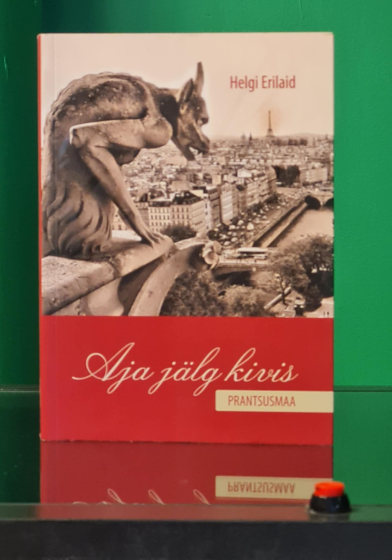 Helgi Erilaid
Aja jälg kivis
PRANTSUSMAA